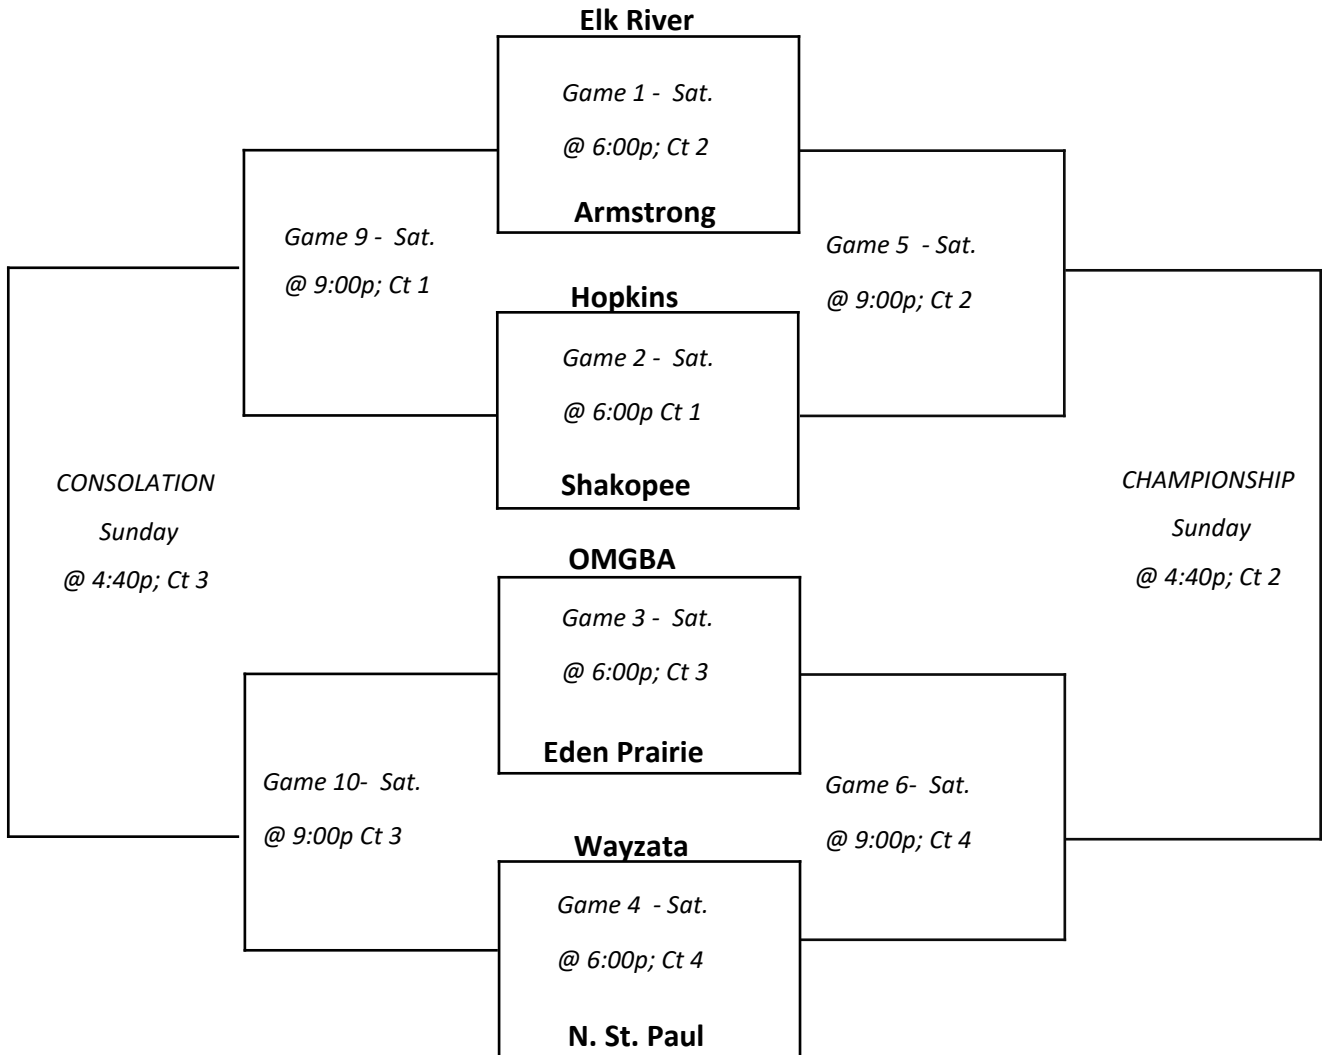 Elk River
Game 1 -  Sat.
@ 6:00p; Ct 2
Armstrong
Game 9 -  Sat.
@ 9:00p; Ct 1
Game 5  - Sat.
@ 9:00p; Ct 2
Hopkins
Game 2 -  Sat.
@ 6:00p Ct 1
Shakopee
CONSOLATION
Sunday
@ 4:40p; Ct 3
CHAMPIONSHIP
Sunday
@ 4:40p; Ct 2
OMGBA
Game 3 -  Sat.
@ 6:00p; Ct 3
Eden Prairie
Game 10-  Sat.
@ 9:00p Ct 3
Game 6-  Sat.
@ 9:00p; Ct 4
Wayzata
Game 4  - Sat.
@ 6:00p; Ct 4
N. St. Paul